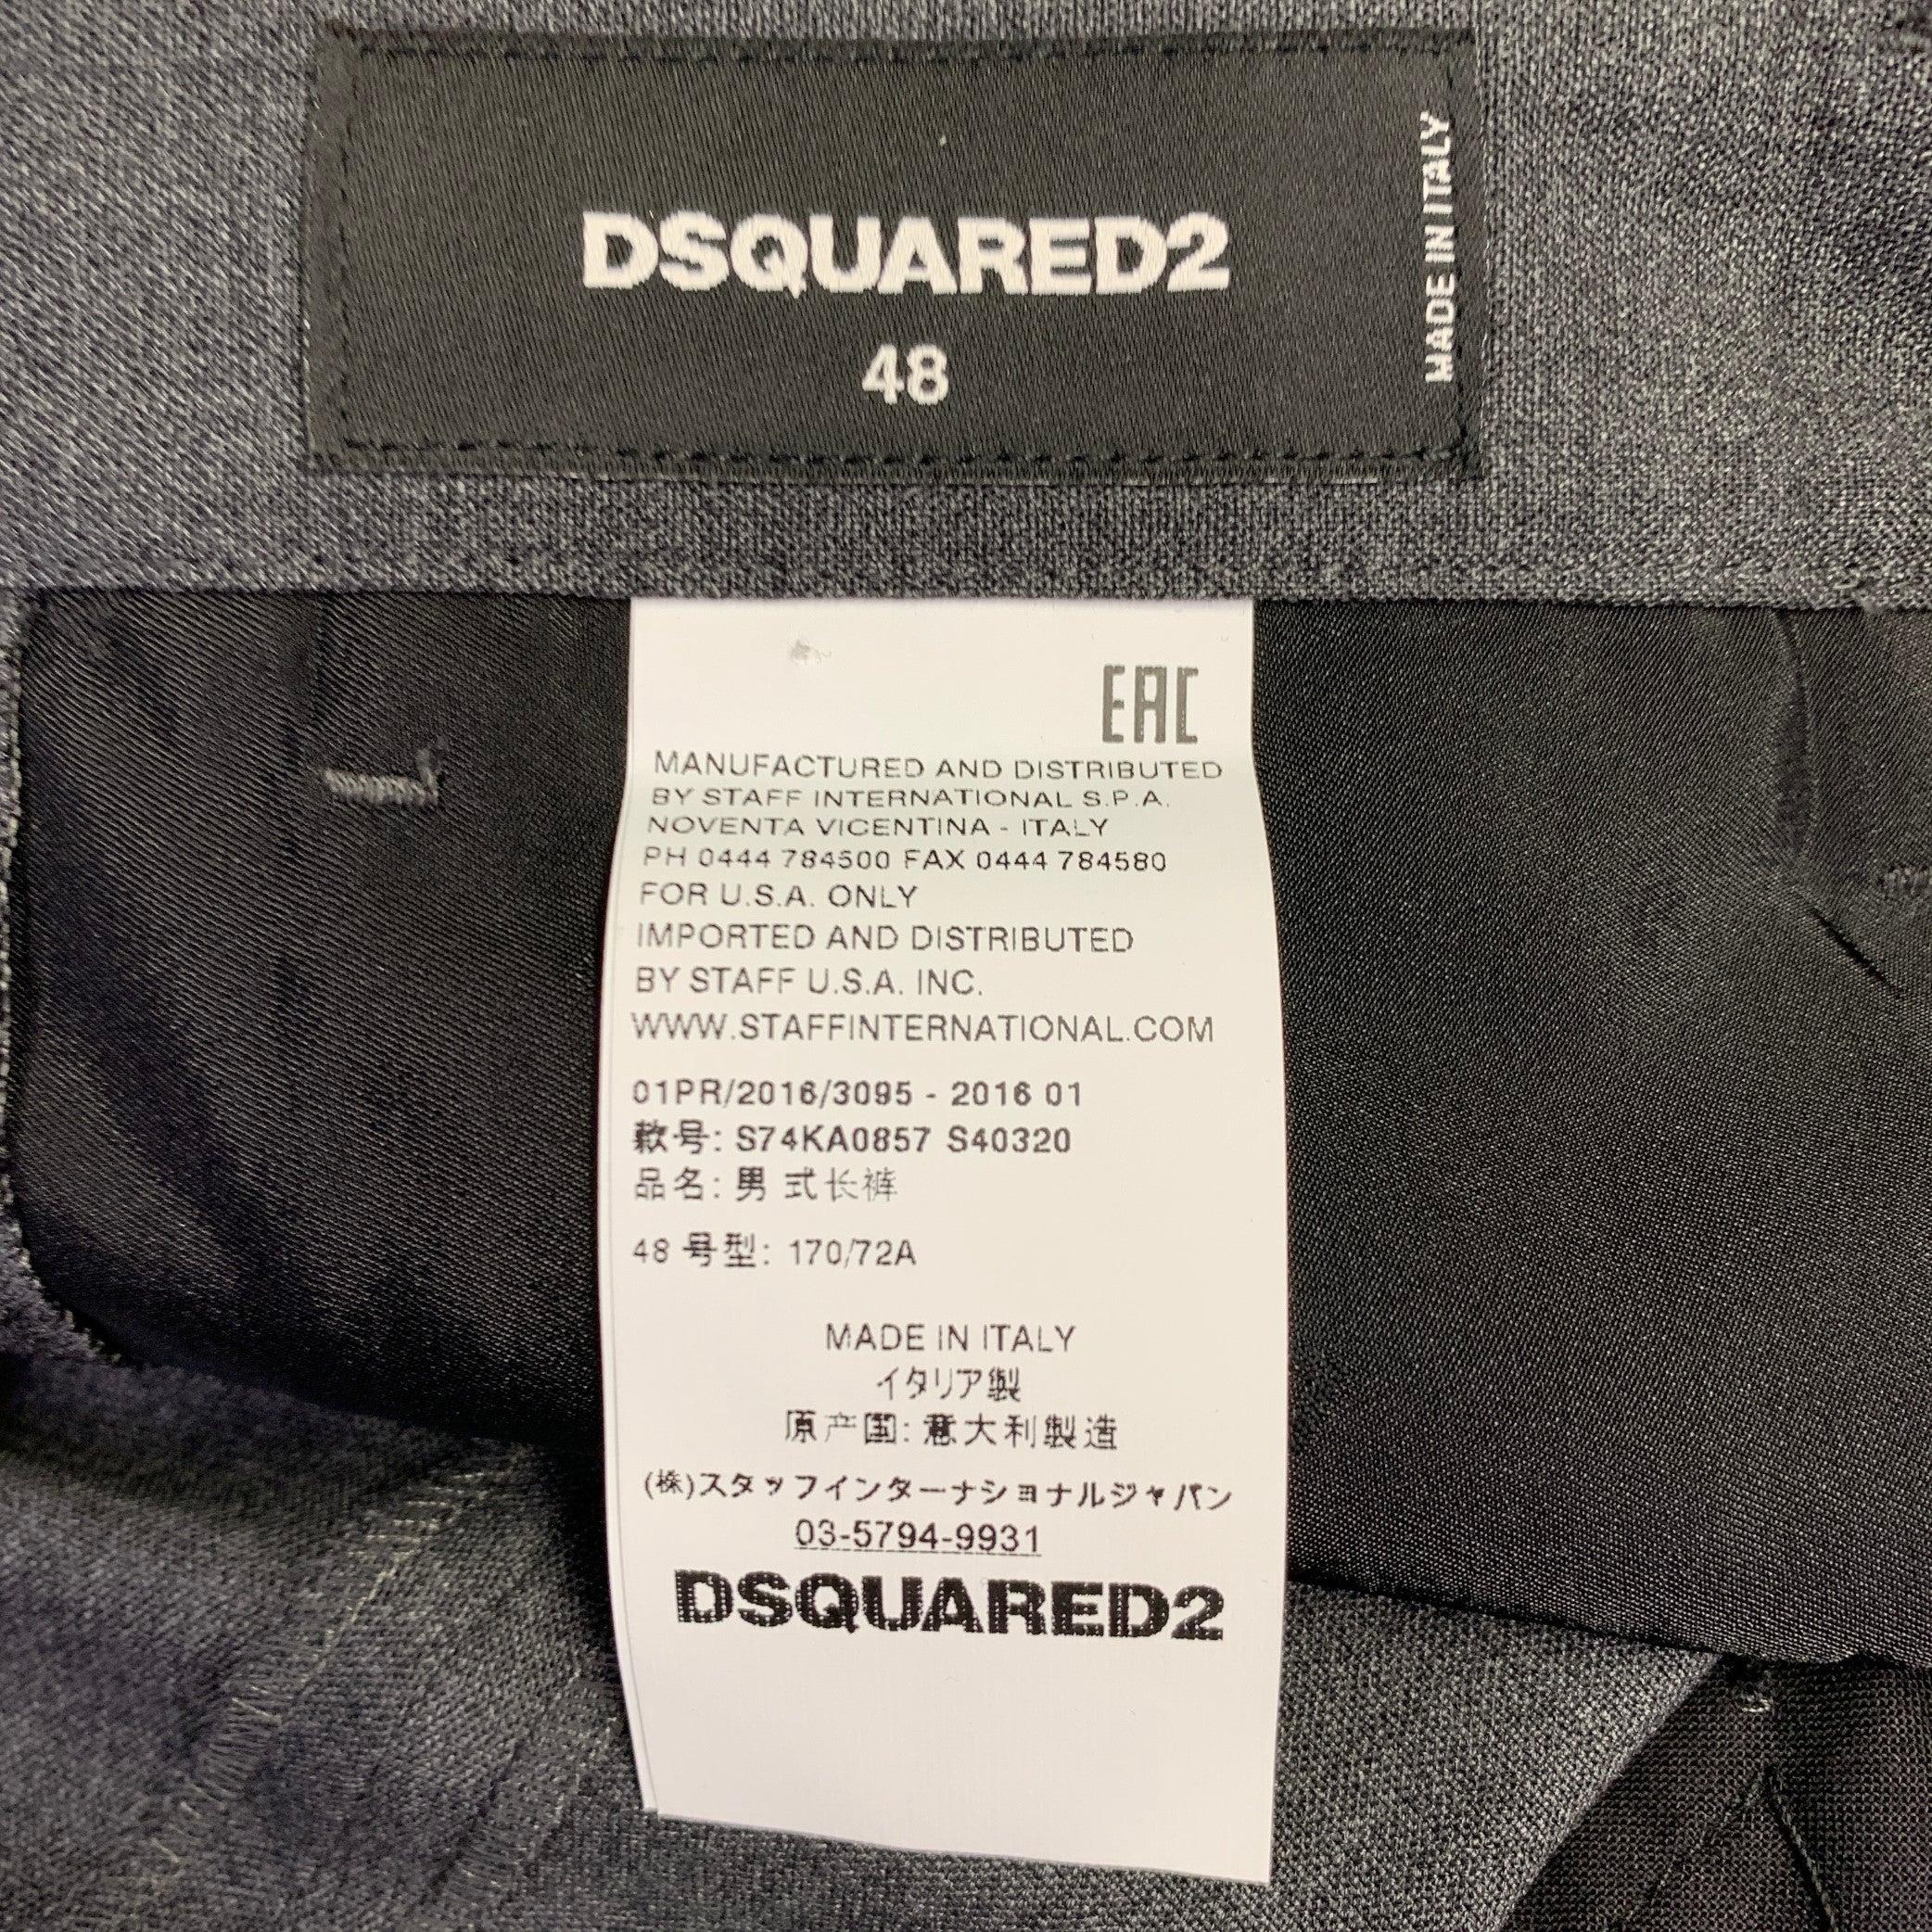 DSQUARED2
48
MADE IN ITALY
EAC
MANUFACTURED AND DISTRIBUTED
BY STAFF INTERNATIONAL S.P.A.
NOVENTA VICENTINA - ITALY
PH 0444 784500 FAX 0444 784580
FOR U.S.A. ONLY
IMPORTED AND DISTRIBUTED
BY STAFF U.S.A. INC.
WWW.STAFFINTERNATIONAL.COM
01PR/2016/3095 - 2016 01
款号: S74KA0857 S40320
品名: 男 式长裤
48 号型: 170/72A
MADE IN ITALY
イタリア製
原产国: 意大利製造
(株)スタッフインターナショナルジャパン
03-5794-9931
DSQUARED2